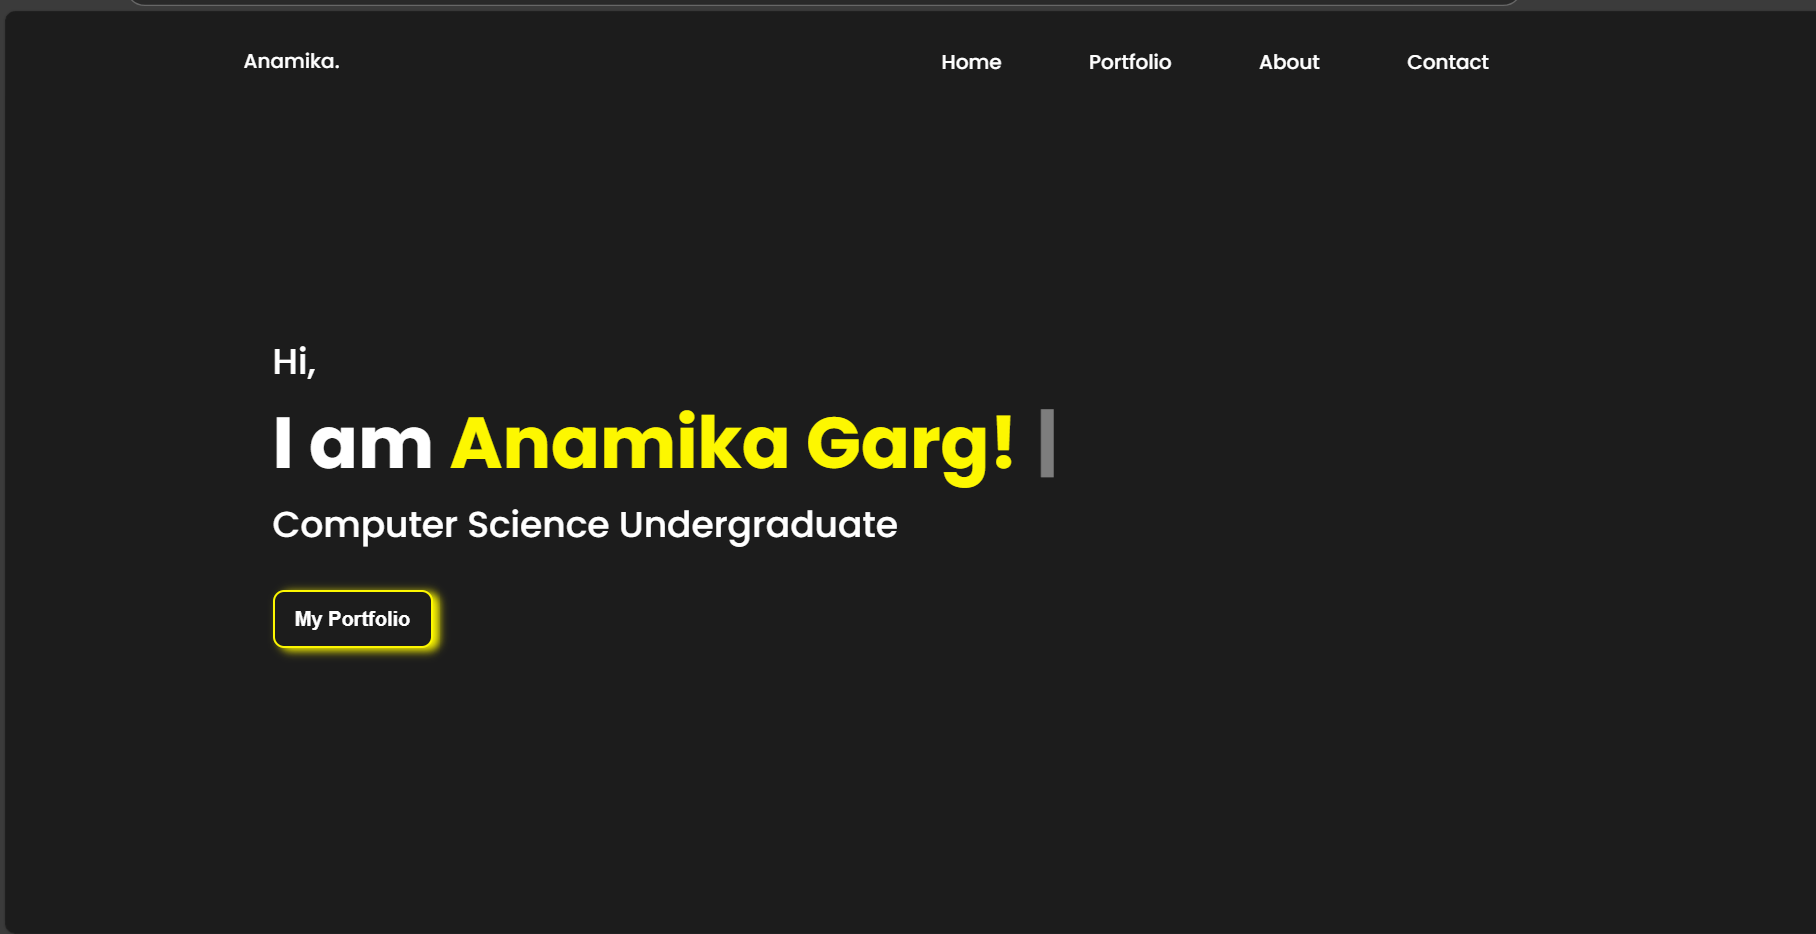 Anamika.
Home Portfolio About Contact
Hi,
I am Anamika Garg!
Computer Science Undergraduate
My Portfolio